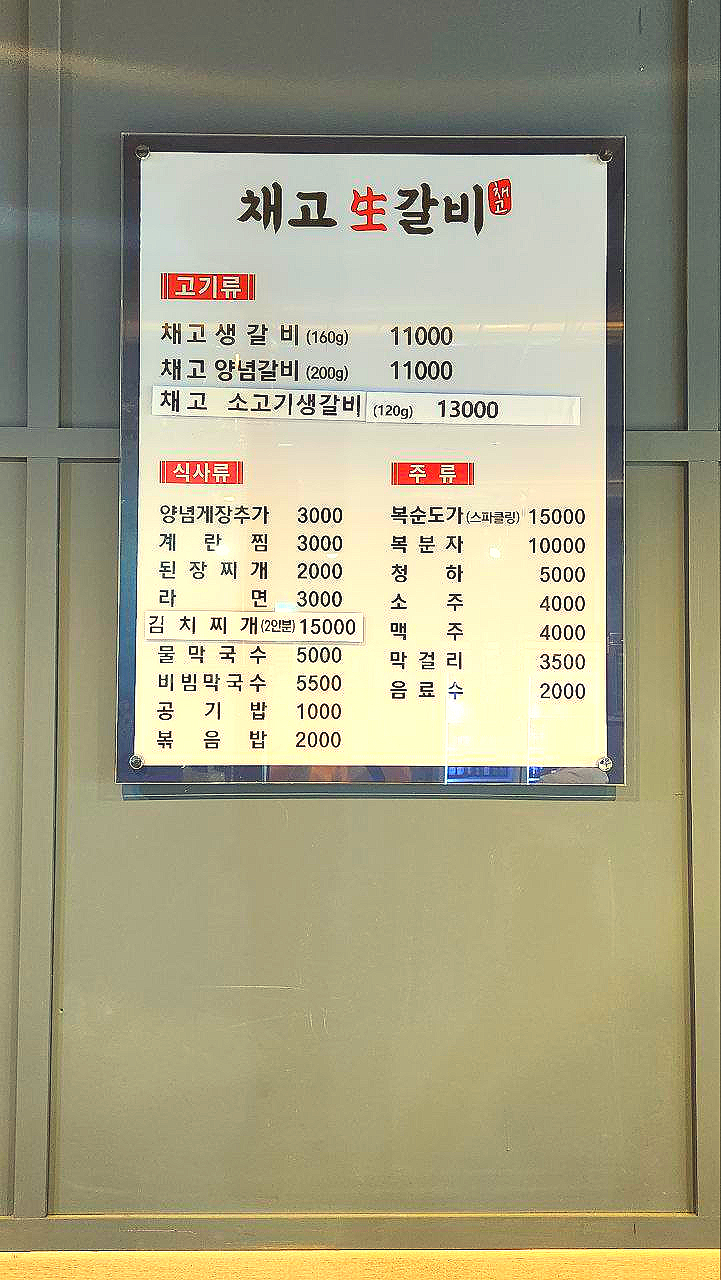 채고 生갈비 채고
고기류
채고 생갈비 (160g) 11000
채고 양념갈비 (200g) 11000
채고 소고기생갈비 (120g) 13000
식사류
양념게장추가 3000
계란찜 3000
된장찌개 2000
라면 3000
김치찌개(2인분) 15000
물막국수 5000
비빔막국수 5500
공기밥 1000
볶음밥 2000
주류
복순도가(스파클링) 15000
복분자 10000
청하 5000
소주 4000
맥주 4000
막걸리 3500
음료수 2000